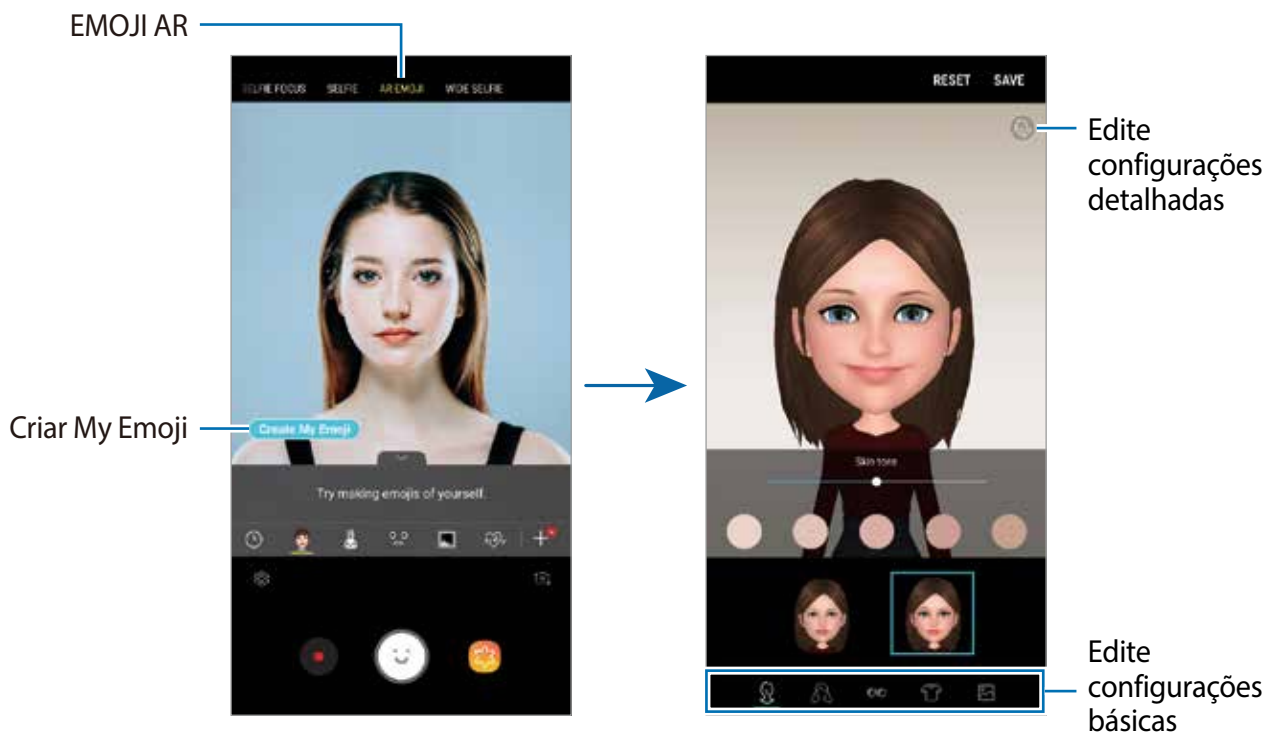 EMOJI AR
SELFIE FOCUS SELFIE AR EMOJI WIDE SELFIE
Criar My Emoji
Create My Emoji
Try making emojis of yourself.
RESET SAVE
Edite
configurações
detalhadas
Skin tone
Edite
configurações
básicas